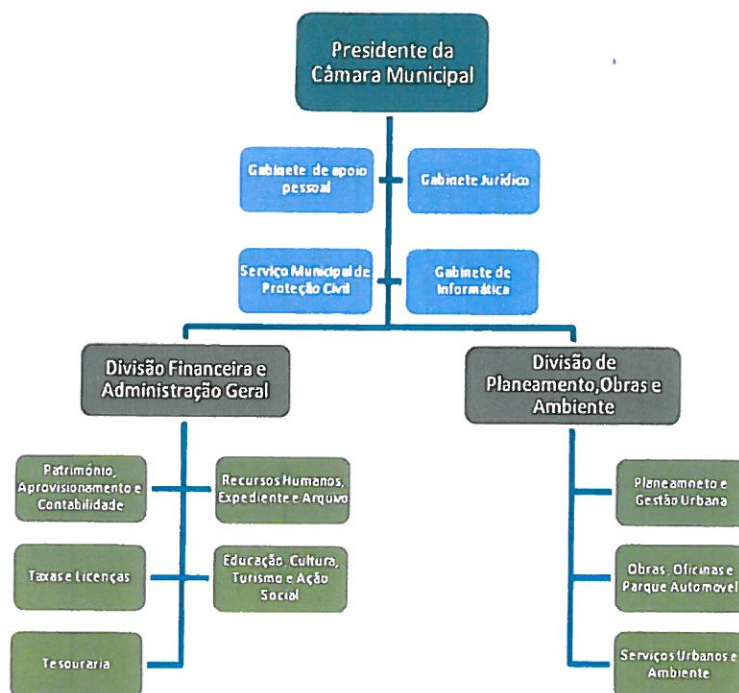 Presidente da
Câmara Municipal
Gabinete de apoio
pessoal
Gabinete Jurídico
Serviço Municipal de
Proteção Civil
Gabinete de
Informática
Divisão Financeira e
Administração Geral
Divisão de
Planeamento,Obras e
Ambiente
Património,
Aprovisionamento e
Contabilidade
Recursos Humanos,
Expediente e Arquivo
Taxas e Licenças
Educação, Cultura,
Turismo e Ação
Social
Tesouraria
Planeamneto e
Gestão Urbana
Obras, Oficinas e
Parque Automóvel
Serviços Urbanos e
Ambiente